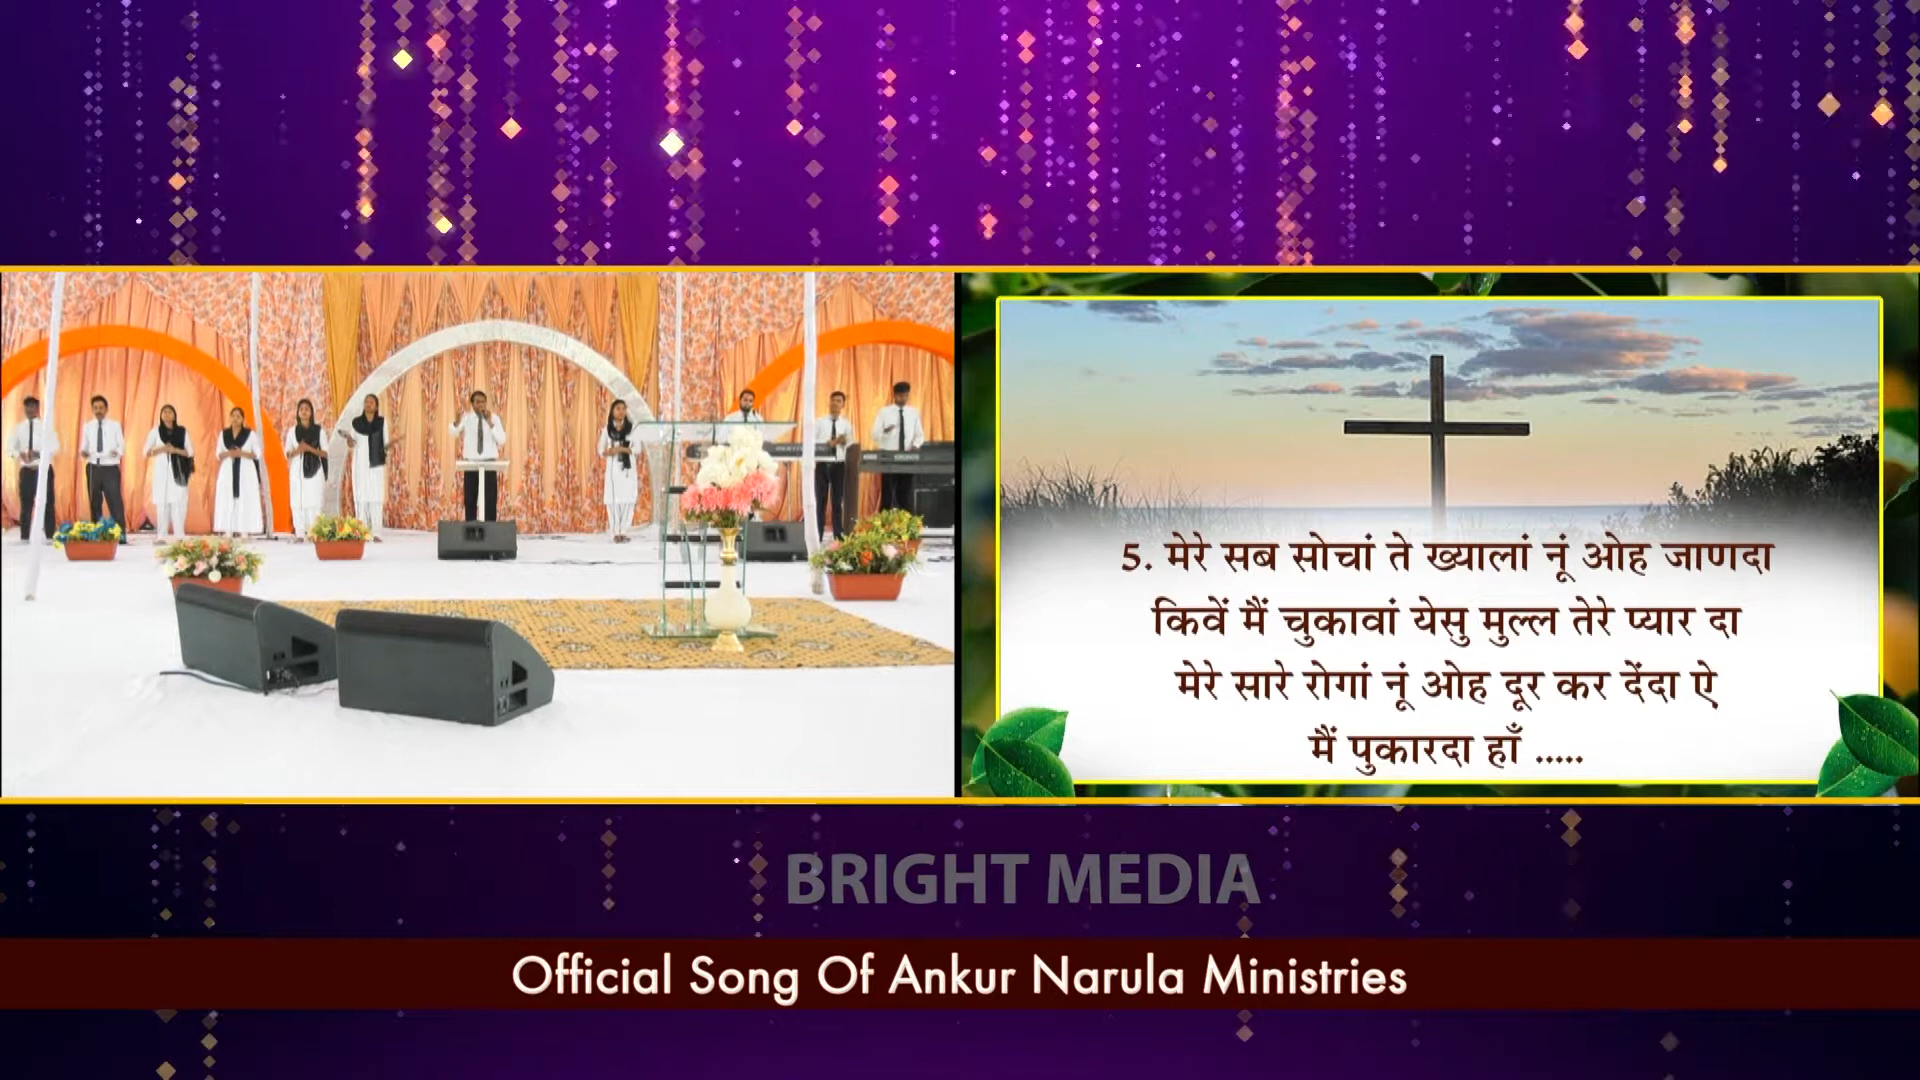 5. मेरे सब सोचां ते ख्यालां नूं ओह जाणदा
किवें मैं चुकावां येसु मुल्ल तेरे प्यार दा
मेरे सारे रोगां नूं ओह दूर कर देंदा ऐ
मैं पुकारदा हाँ .....
BRIGHT MEDIA
Official Song Of Ankur Narula Ministries